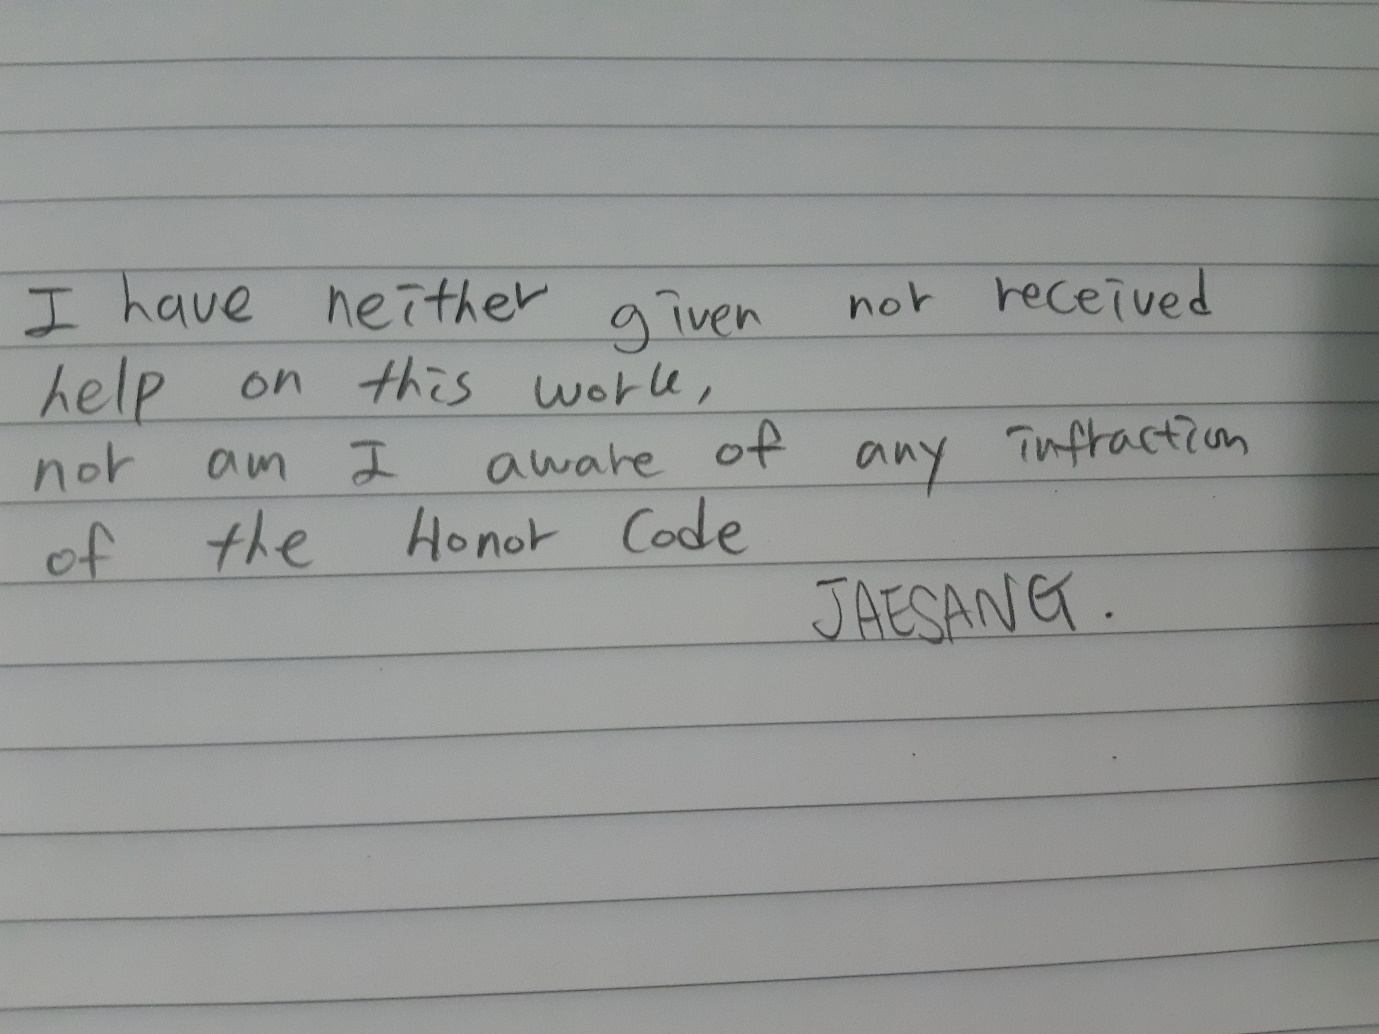 I have neither given nor received
help on this work,
nor am I aware of any infraction
of the Honor Code
JAESANG.